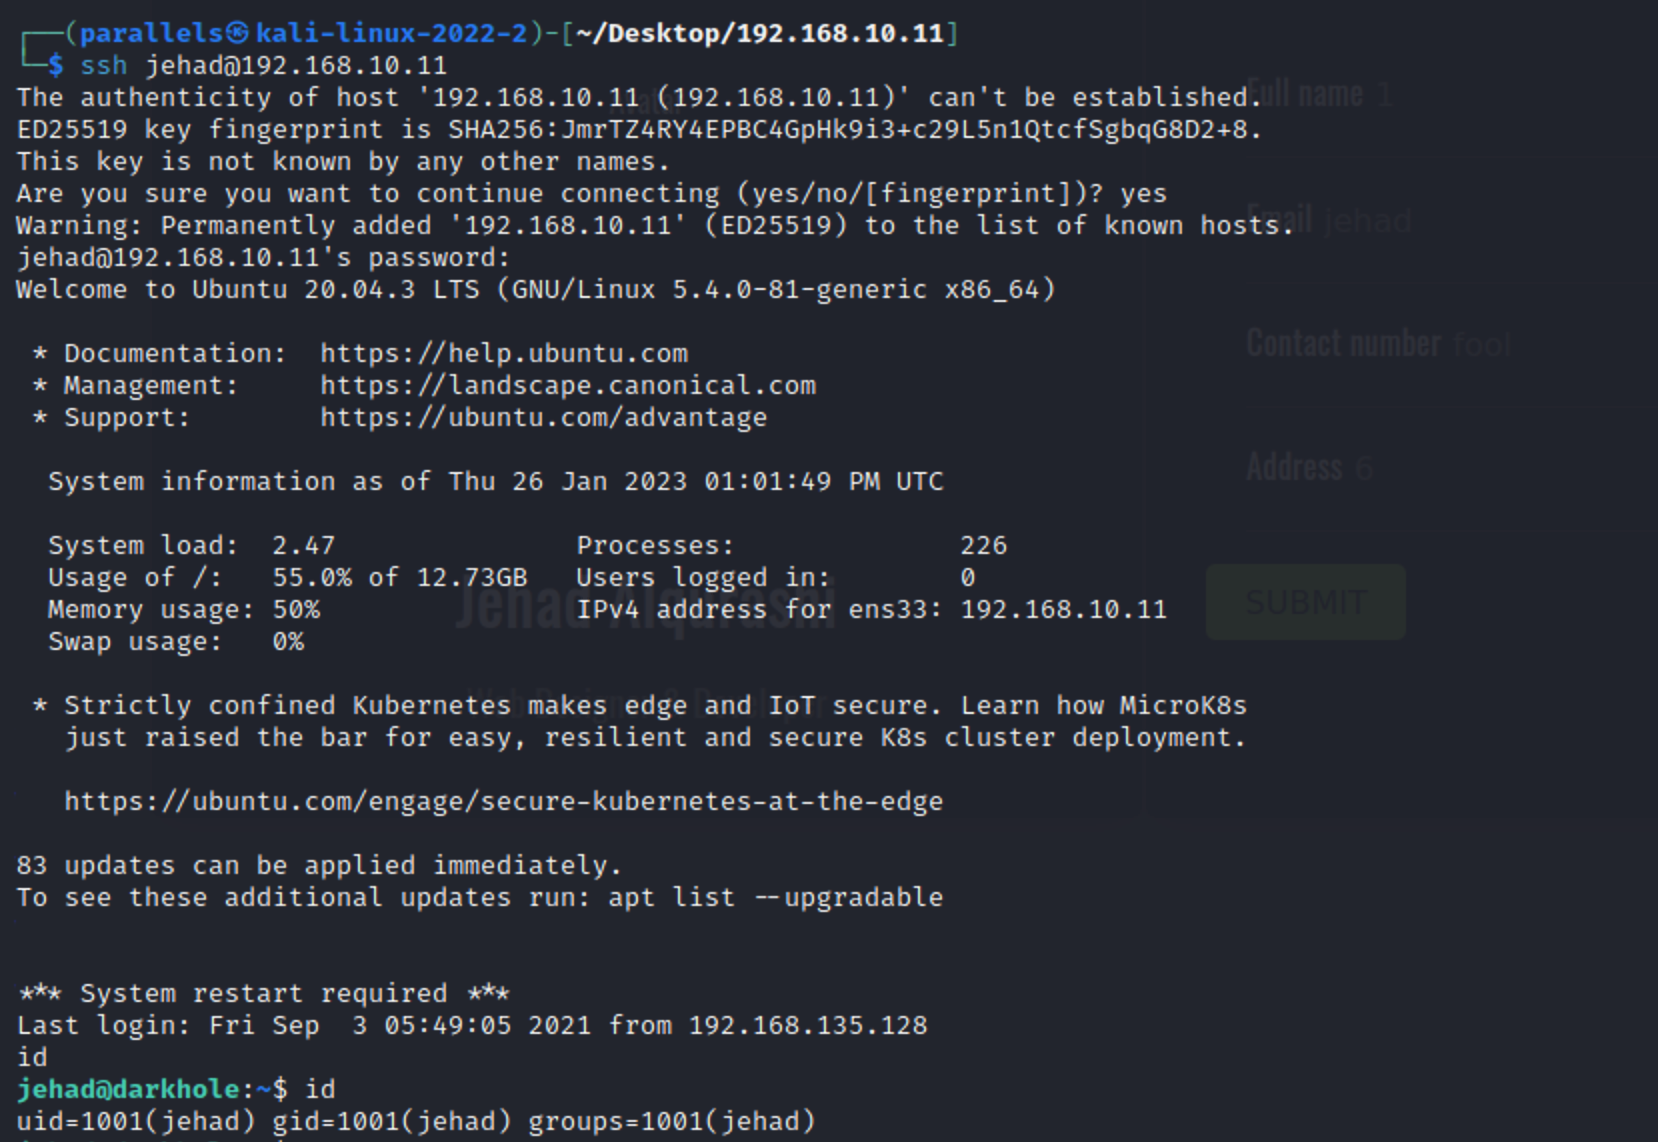 ┌──(parallels㉿kali-linux-2022-2)-[~/Desktop/192.168.10.11]
└─$ ssh jehad@192.168.10.11
The authenticity of host '192.168.10.11 (192.168.10.11)' can't be established.
ED25519 key fingerprint is SHA256:JmrTZ4RY4EPBC4GpHk9i3+c29L5n1QtcfSgbqG8D2+8.
This key is not known by any other names.
Are you sure you want to continue connecting (yes/no/[fingerprint])? yes
Warning: Permanently added '192.168.10.11' (ED25519) to the list of known hosts.
jehad@192.168.10.11's password:
Welcome to Ubuntu 20.04.3 LTS (GNU/Linux 5.4.0-81-generic x86_64)
* Documentation:  https://help.ubuntu.com
* Management:     https://landscape.canonical.com
* Support:        https://ubuntu.com/advantage
System information as of Thu 26 Jan 2023 01:01:49 PM UTC
System load:  2.47               Processes:              226
Usage of /:   55.0% of 12.73GB   Users logged in:        0
Memory usage: 50%                IPv4 address for ens33: 192.168.10.11
Swap usage:   0%
* Strictly confined Kubernetes makes edge and IoT secure. Learn how MicroK8s
just raised the bar for easy, resilient and secure K8s cluster deployment.
https://ubuntu.com/engage/secure-kubernetes-at-the-edge
83 updates can be applied immediately.
To see these additional updates run: apt list --upgradable
*** System restart required ***
Last login: Fri Sep  3 05:49:05 2021 from 192.168.135.128
id
jehad@darkhole:~$ id
uid=1001(jehad) gid=1001(jehad) groups=1001(jehad)
Full name 1
Email jehad
Contact number fool
Address 6
SUBMIT
Jehad Alqurashi
Web Designer & Developer